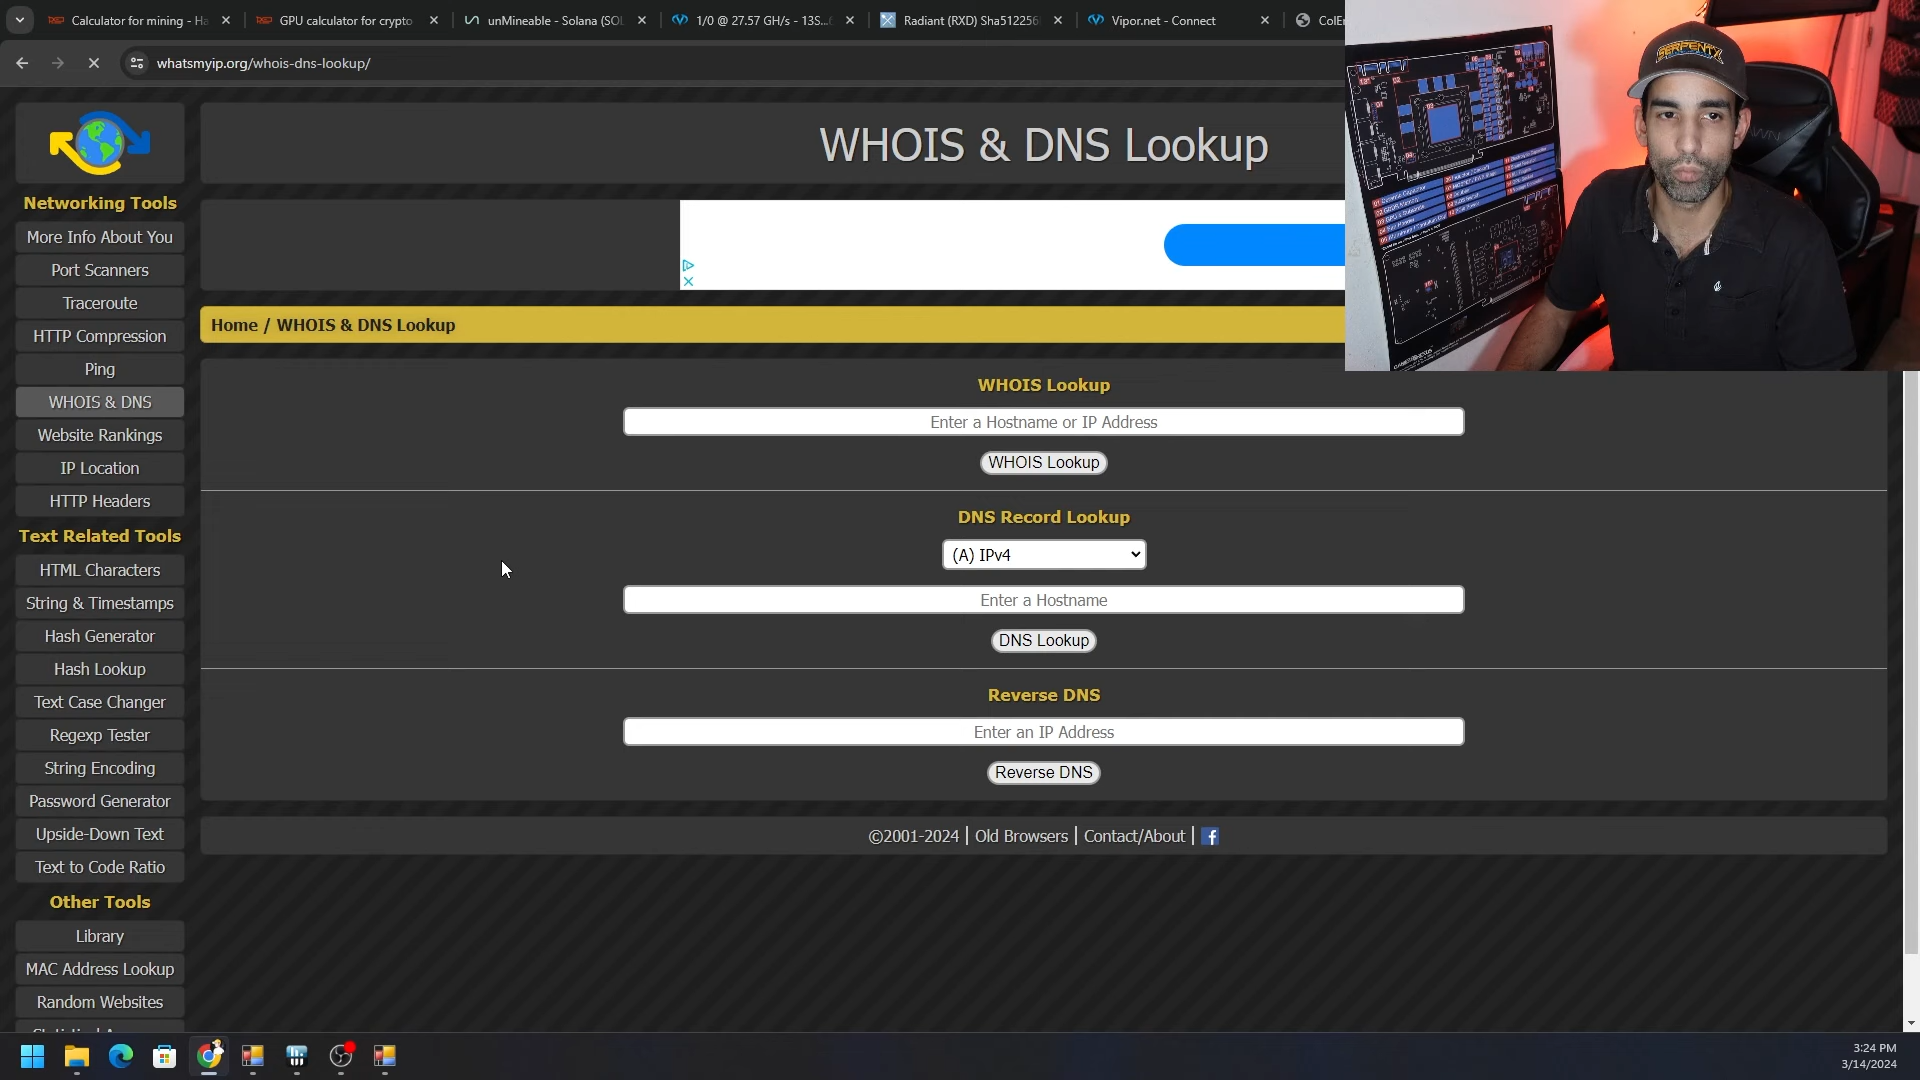 Calculator for mining - Ha
GPU calculator for crypto
unMineable - Solana (SOL
1/0 @ 27.57 GH/s - 13S...
Radiant (RXD) Sha512256
Vipor.net - Connect
ColEr
whatsmyip.org/whois-dns-lookup/
SERPENTX
WHOIS & DNS Lookup
Networking Tools
More Info About You
Port Scanners
Traceroute
HTTP Compression
Ping
WHOIS & DNS
Website Rankings
IP Location
HTTP Headers
Text Related Tools
HTML Characters
String & Timestamps
Hash Generator
Hash Lookup
Text Case Changer
Regexp Tester
String Encoding
Password Generator
Upside-Down Text
Text to Code Ratio
Other Tools
Library
MAC Address Lookup
Random Websites
Home / WHOIS & DNS Lookup
WHOIS Lookup
Enter a Hostname or IP Address
WHOIS Lookup
DNS Record Lookup
(A) IPv4
Enter a Hostname
DNS Lookup
Reverse DNS
Enter an IP Address
Reverse DNS
©2001-2024 | Old Browsers | Contact/About |
3:24 PM
3/14/2024